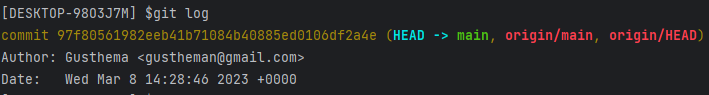 [DESKTOP-98O3J7M] $git log
commit 97f80561982eeb41b71084b40885ed0106df2a4e (HEAD -> main, origin/main, origin/HEAD)
Author: Gusthema <gustheman@gmail.com>
Date:   Wed Mar 8 14:28:46 2023 +0000